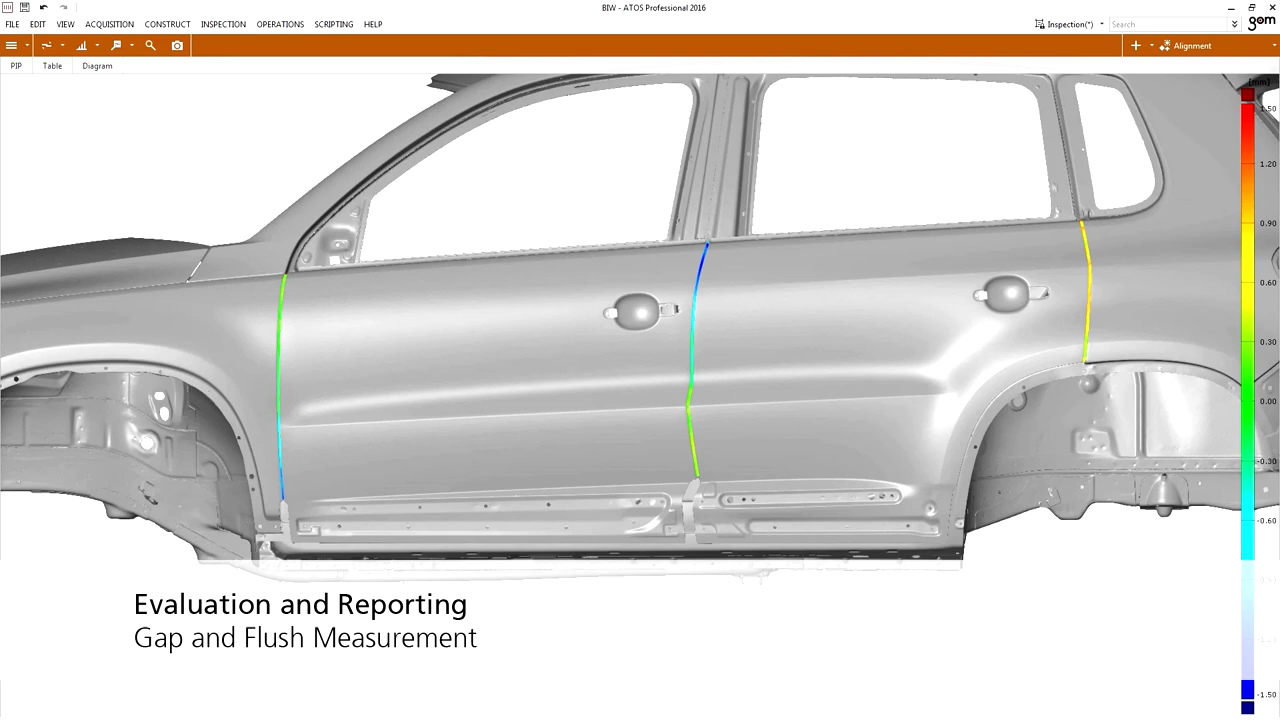 BIW - ATOS Professional 2016
FILE EDIT VIEW ACQUISITION CONSTRUCT INSPECTION OPERATIONS SCRIPTING HELP
Inspection(*) Search gom
Alignment
PIP Table Diagram
[mm]
1.50
1.20
0.90
0.60
0.30
0.00
-0.30
-0.60
-1.50
Evaluation and Reporting
Gap and Flush Measurement